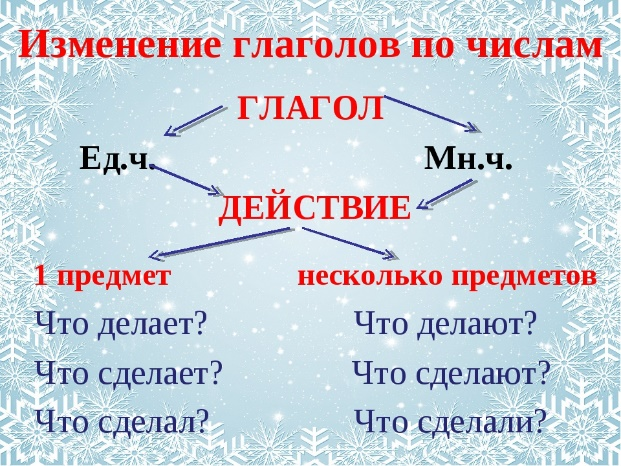 Изменение глаголов по числам
ГЛАГОЛ
Ед.ч. Мн.ч.
ДЕЙСТВИЕ
1 предмет несколько предметов
Что делает? Что делают?
Что сделает? Что сделают?
Что сделал? Что сделали?